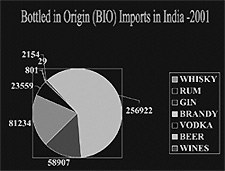 Bottled in Origin (BIO) Imports in India -2001
2154
29
801
23559
81234
58907
256922
WHISKY
RUM
GIN
BRANDY
VODKA
BEER
WINES